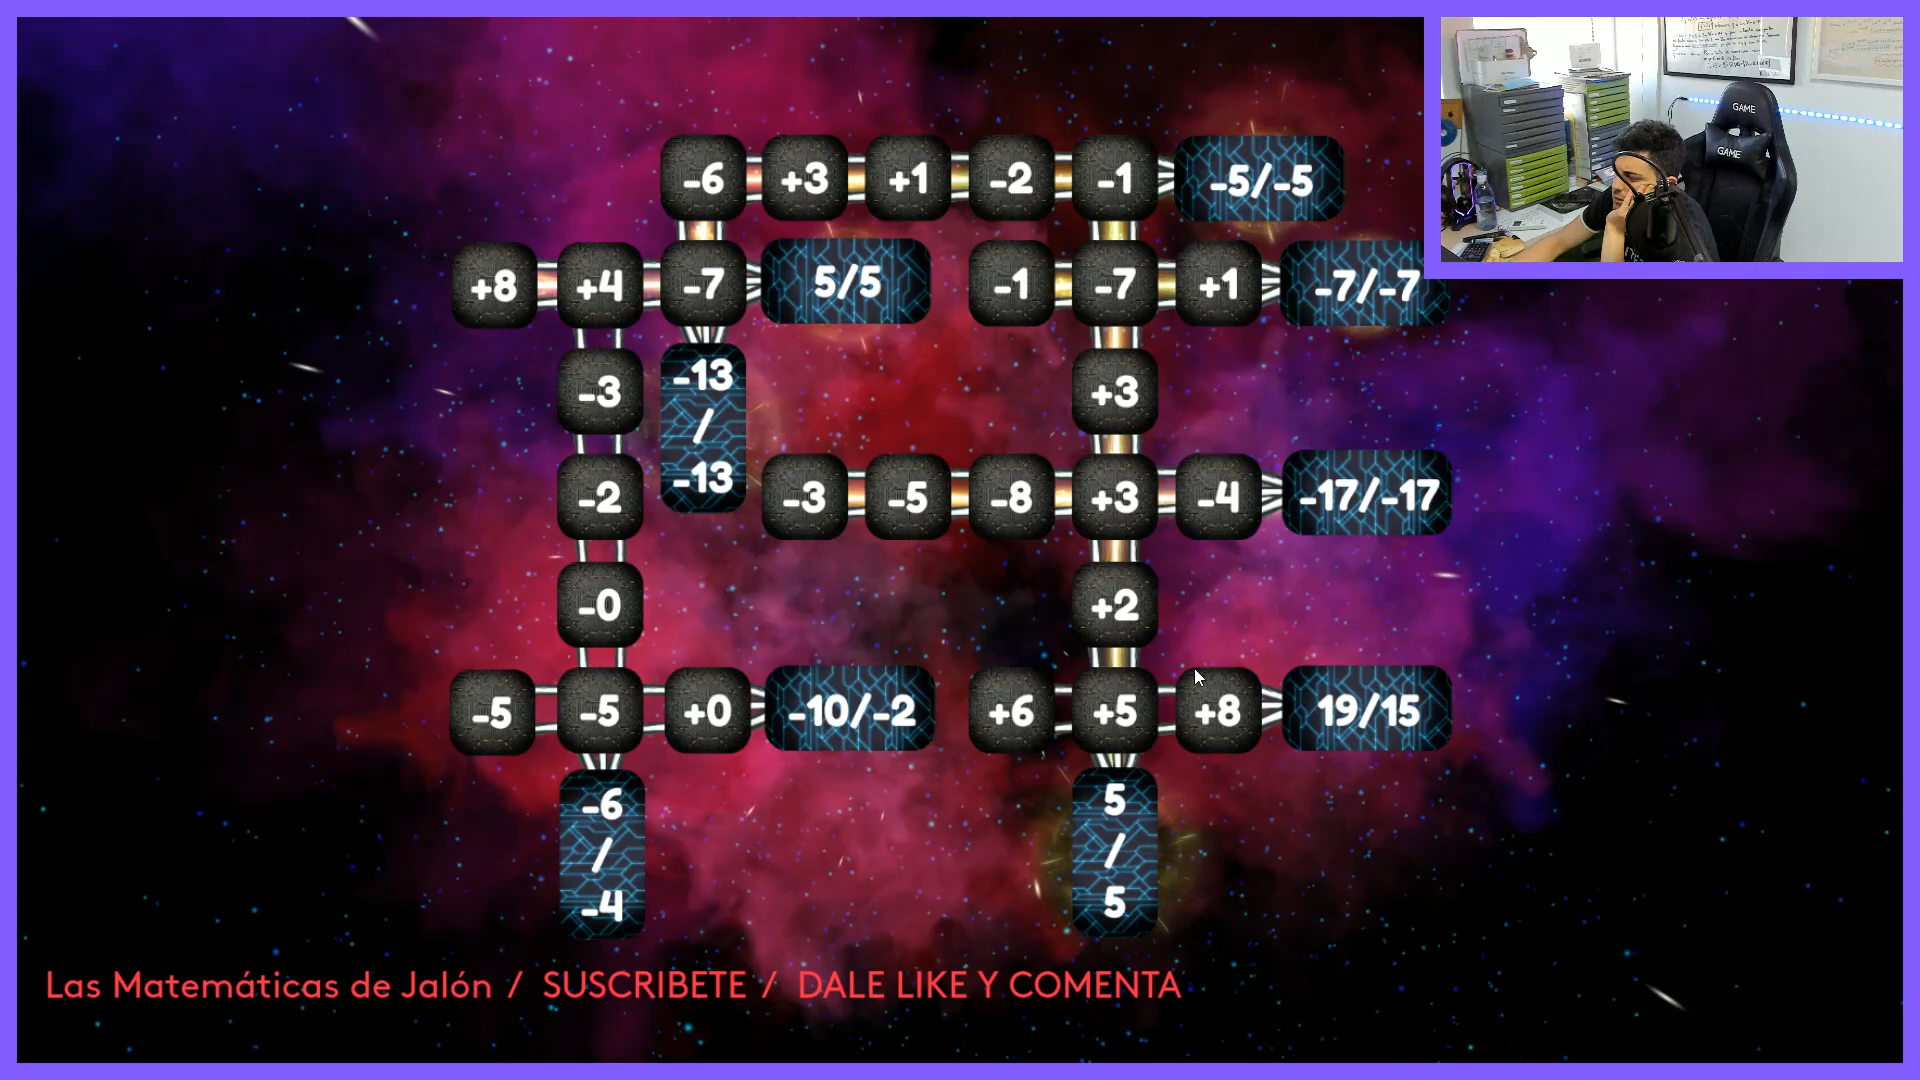 -6 +3 +1 -2 -1 -5/-5
+8 +4 -7 5/5 -1 -7 +1 -7/-7
-3 -13 / -13 +3
-2 -3 -5 -8 +3 -4 -17/-17
-0 +2
-5 -5 +0 -10/-2 +6 +5 +8 19/15
-6 / -4 5 / 5
Las Matemáticas de Jalón / SUSCRIBETE / DALE LIKE Y COMENTA
GAME
GAME